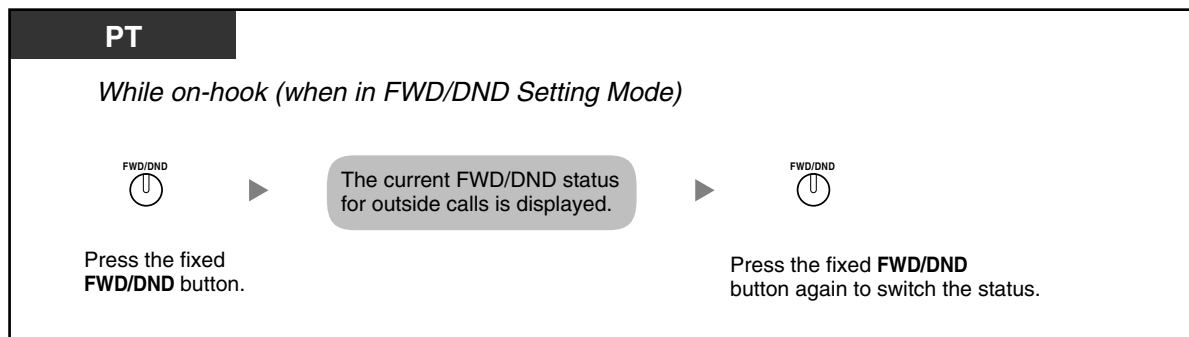 PT
While on-hook (when in FWD/DND Setting Mode)
FWD/DND
Press the fixed
FWD/DND button.
The current FWD/DND status
for outside calls is displayed.
FWD/DND
Press the fixed FWD/DND
button again to switch the status.